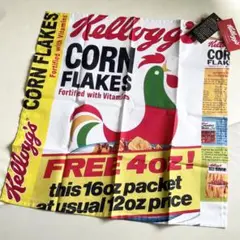 Kellogg's
CORN FLAKES
Fortified with Vitamins
Kellogg's
CORN
FLAKES
Fortified with Vitamins
FREE 4oz!
this 16oz packet
at usual 12oz price